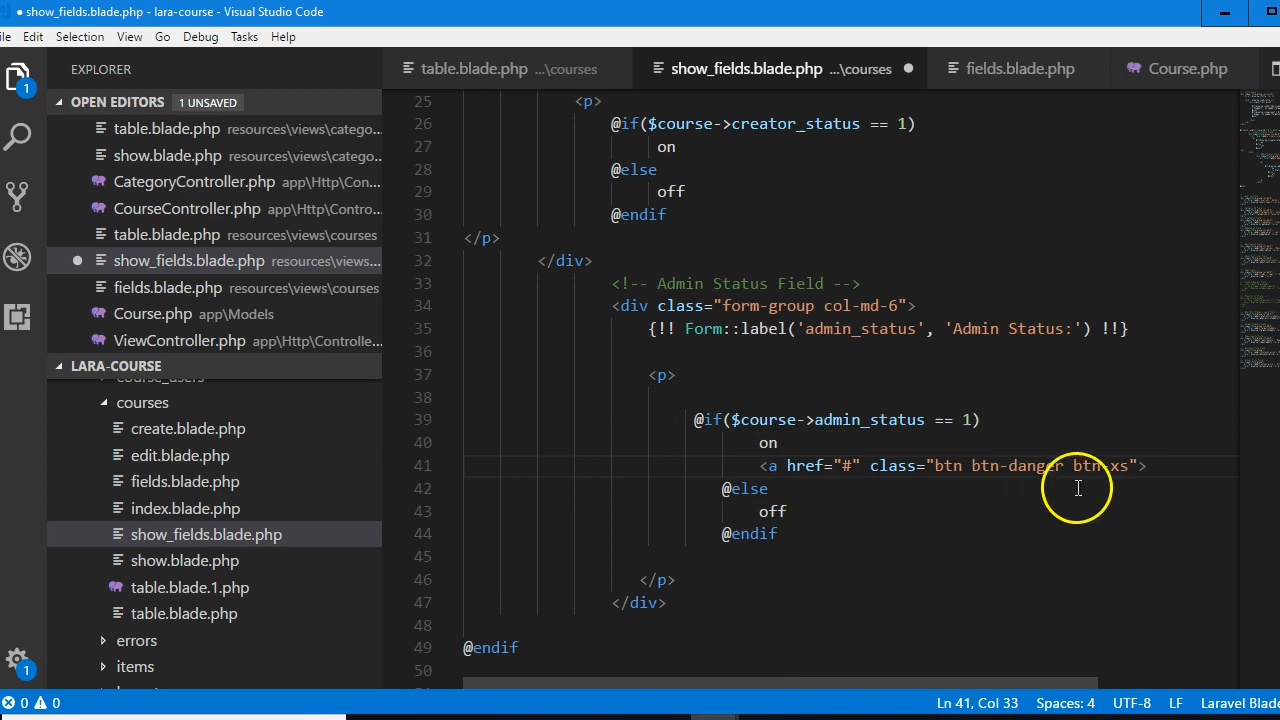 ● show_fields.blade.php - lara-course - Visual Studio Code
Edit Selection View Go Debug Tasks Help
EXPLORER
1
OPEN EDITORS 1 UNSAVED
table.blade.php resources\views\catego...
show.blade.php resources\views\catego...
CategoryController.php app\Http\Con...
CourseController.php app\Http\Contro...
table.blade.php resources\views\courses
show_fields.blade.php resources\views...
fields.blade.php resources\views\courses
Course.php app\Models
ViewController.php app\Http\Controlle...
LARA-COURSE
courses
create.blade.php
edit.blade.php
fields.blade.php
index.blade.php
show_fields.blade.php
show.blade.php
table.blade.1.php
table.blade.php
errors
items
1
table.blade.php ...\courses
show_fields.blade.php ...\courses
fields.blade.php
Course.php
25 <p>
26 @if($course->creator_status == 1)
27 on
28 @else
29 off
30 @endif
31 </p>
32 </div>
33 <!-- Admin Status Field -->
34 <div class="form-group col-md-6">
35 {!! Form::label('admin_status', 'Admin Status:') !!}
36
37 <p>
38
39 @if($course->admin_status == 1)
40 on
41 <a href="#" class="btn btn-danger btn-xs">
42 @else
43 off
44 @endif
45
46 </p>
47 </div>
48
49 @endif
50
0 0
Ln 41, Col 33 Spaces: 4 UTF-8 LF Laravel Blade